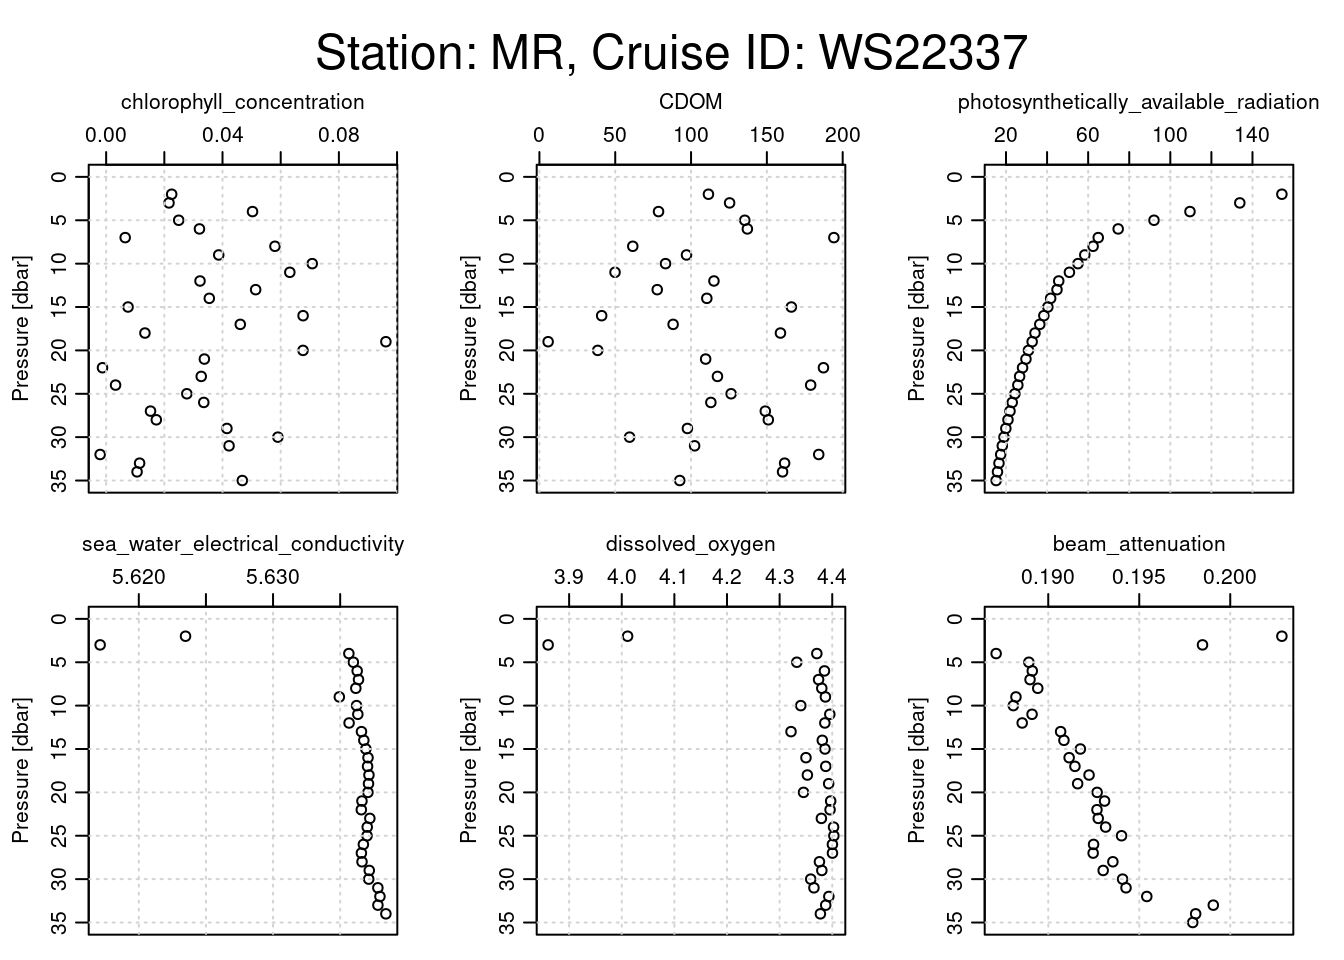 Station: MR, Cruise ID: WS22337
chlorophyll_concentration
0.00 0.04 0.08
Pressure [dbar]
0 5 10 15 20 25 30 35
CDOM
0 50 100 150 200
Pressure [dbar]
0 5 10 15 20 25 30 35
photosynthetically_available_radiation
20 60 100 140
Pressure [dbar]
0 5 10 15 20 25 30 35
sea_water_electrical_conductivity
5.620 5.630
Pressure [dbar]
0 5 10 15 20 25 30 35
dissolved_oxygen
3.9 4.0 4.1 4.2 4.3 4.4
Pressure [dbar]
0 5 10 15 20 25 30 35
beam_attenuation
0.190 0.195 0.200
Pressure [dbar]
0 5 10 15 20 25 30 35